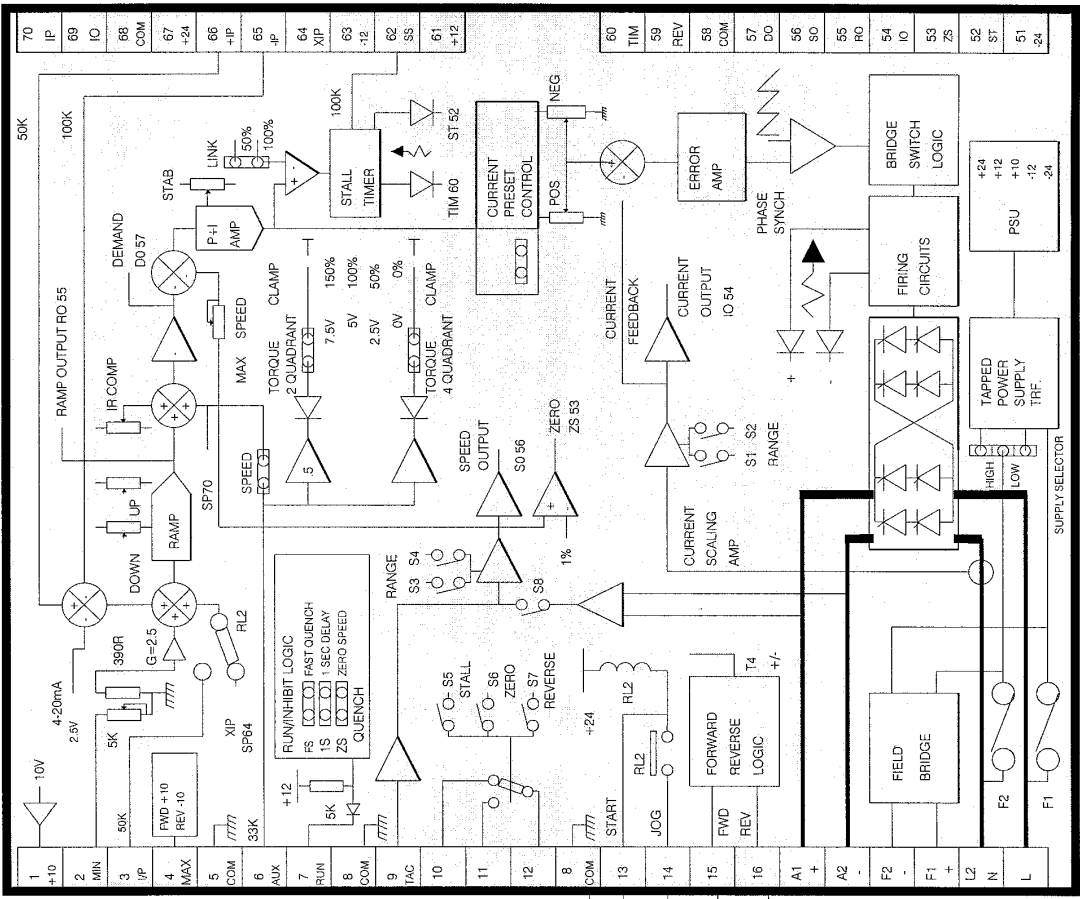 70 IP
69 IO
68 COM
67 +24
66 +IP
65 -IP
64 XIP
63 -12
62 SS
61 +12
60 TIM
59 REV
58 COM
57 DO
56 SO
55 RO
54 IO
53 ZS
52 ST
51 -24
50K
100K
RAMP OUTPUT RO 55
IR COMP
DEMAND
D0 57
STAB
LINK
50%
100%
P+I
AMP
STALL
TIMER
100K
ST 52
TIM 60
CURRENT
PRESET
CONTROL
NEG
POS
ERROR
AMP
PHASE
SYNCH
BRIDGE
SWITCH
LOGIC
FIRING
CIRCUITS
+24
+12
+10
-12
-24
PSU
TAPPED
POWER
SUPPLY
TRF.
HIGH
LOW
SUPPLY SELECTOR
UP
DOWN
RAMP
SP70
SPEED
MAX
SPEED
TORQUE
2 QUADRANT
CLAMP
7.5V 150%
5V 100%
2.5V 50%
0V 0%
TORQUE
4 QUADRANT
CLAMP
.5
CURRENT
FEEDBACK
CURRENT
OUTPUT
IO 54
SPEED
OUTPUT
S0 56
ZERO
ZS 53
1%
S1 S2
RANGE
CURRENT
SCALING
AMP
RANGE
S3 S4
S8
4-20mA
2.5V
390R
G=2.5
5K
RL2
XIP
SP64
50K
10V
FWD +10
REV -10
33K
RUN/INHIBIT LOGIC
FS FAST QUENCH
1S 1 SEC DELAY
ZS ZERO SPEED
QUENCH
+12
5K
S5
STALL
S6
ZERO
S7
REVERSE
+24
RL2
START
RL2
JOG
FORWARD
REVERSE
LOGIC
FWD
REV
T4
+/-
FIELD
BRIDGE
F2
F1
+
-
1 +10
2 MIN
3 I/P
4 MAX
5 COM
6 AUX
7 RUN
8 COM
9 TAC
10
11
12
8 COM
13
14
15
16
A1 +
A2 -
F2 -
F1 +
L2 N
L